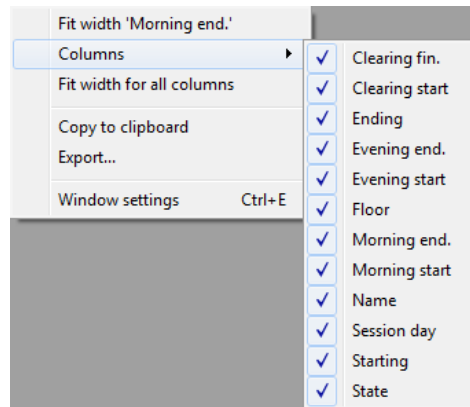 Fit width 'Morning end.'
Columns
Fit width for all columns
Copy to clipboard
Export...
Window settings Ctrl+E
Clearing fin.
Clearing start
Ending
Evening end.
Evening start
Floor
Morning end.
Morning start
Name
Session day
Starting
State